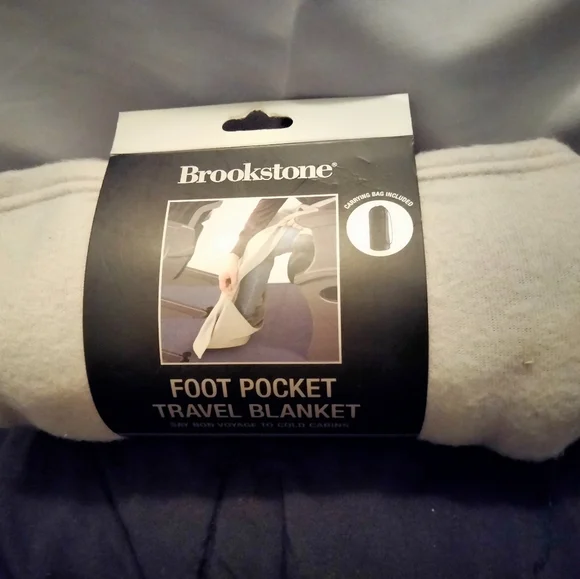 Brookstone®
CARRYING BAG INCLUDED
FOOT POCKET
TRAVEL BLANKET
SAY BON VOYAGE TO COLD CABINS